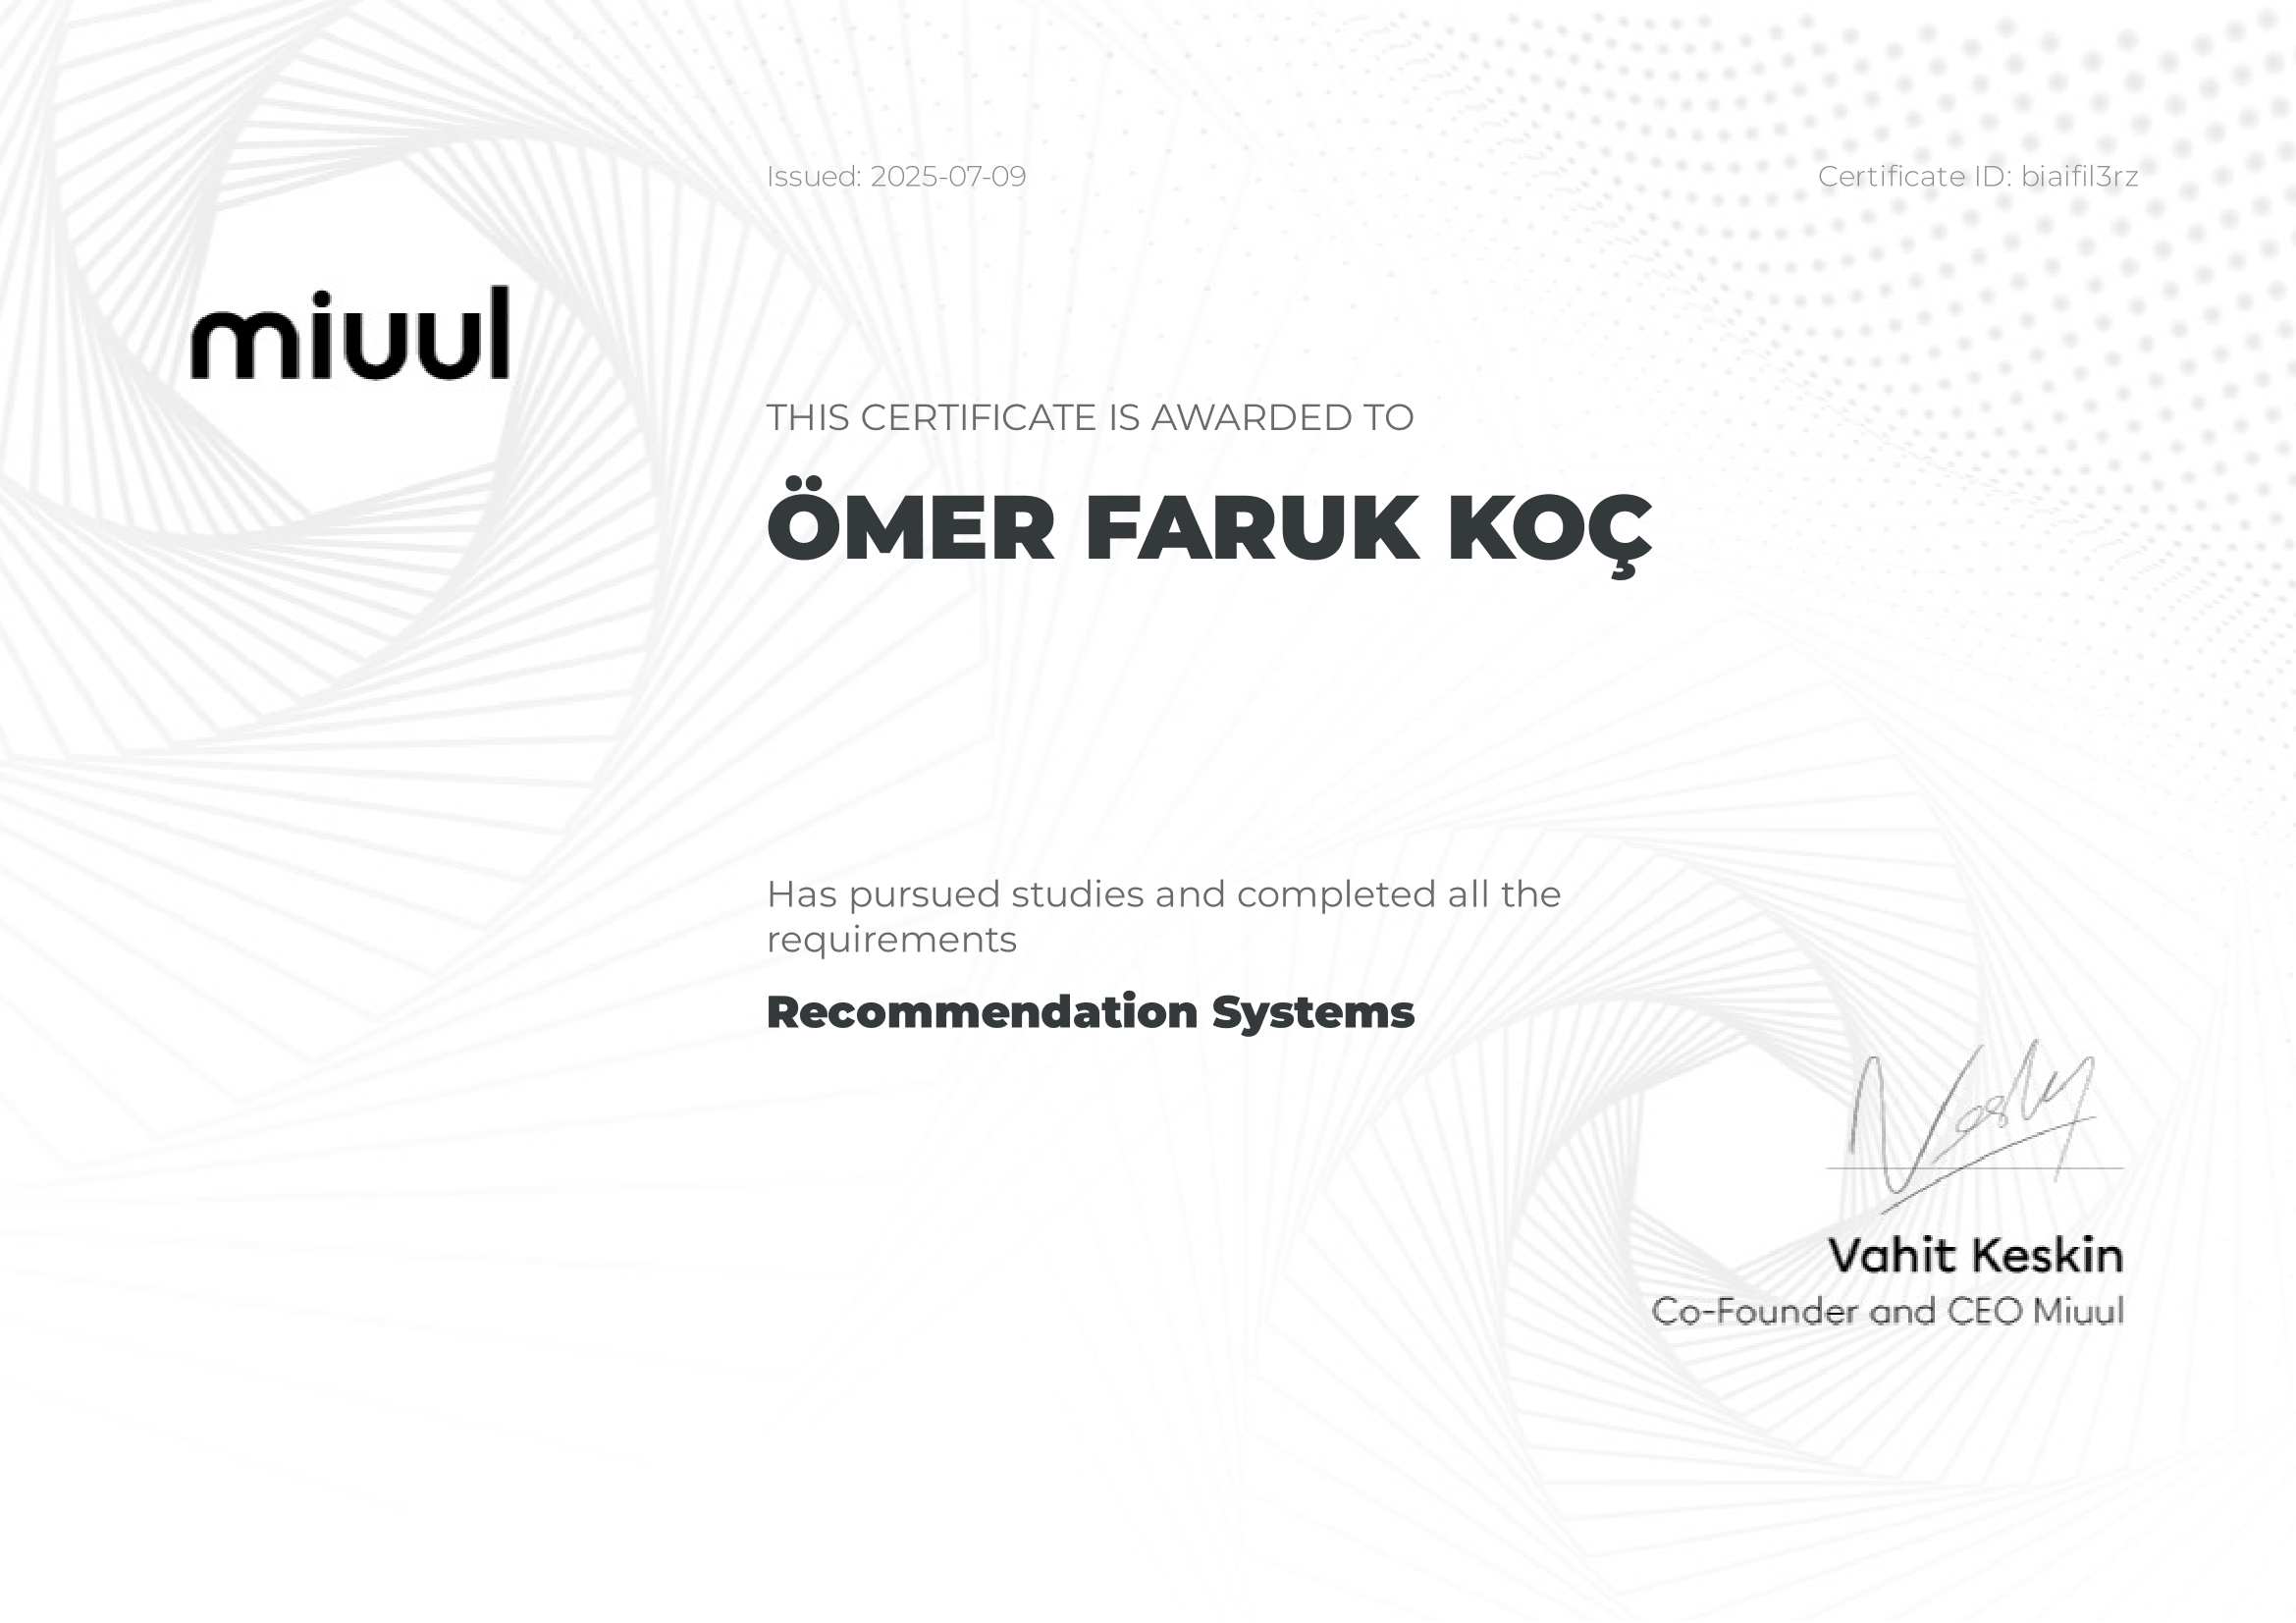 Issued: 2025-07-09
Certificate ID: biaifil3rz
miuul
THIS CERTIFICATE IS AWARDED TO
ÖMER FARUK KOÇ
Has pursued studies and completed all the
requirements
Recommendation Systems
Vahit Keskin
Co-Founder and CEO Miuul